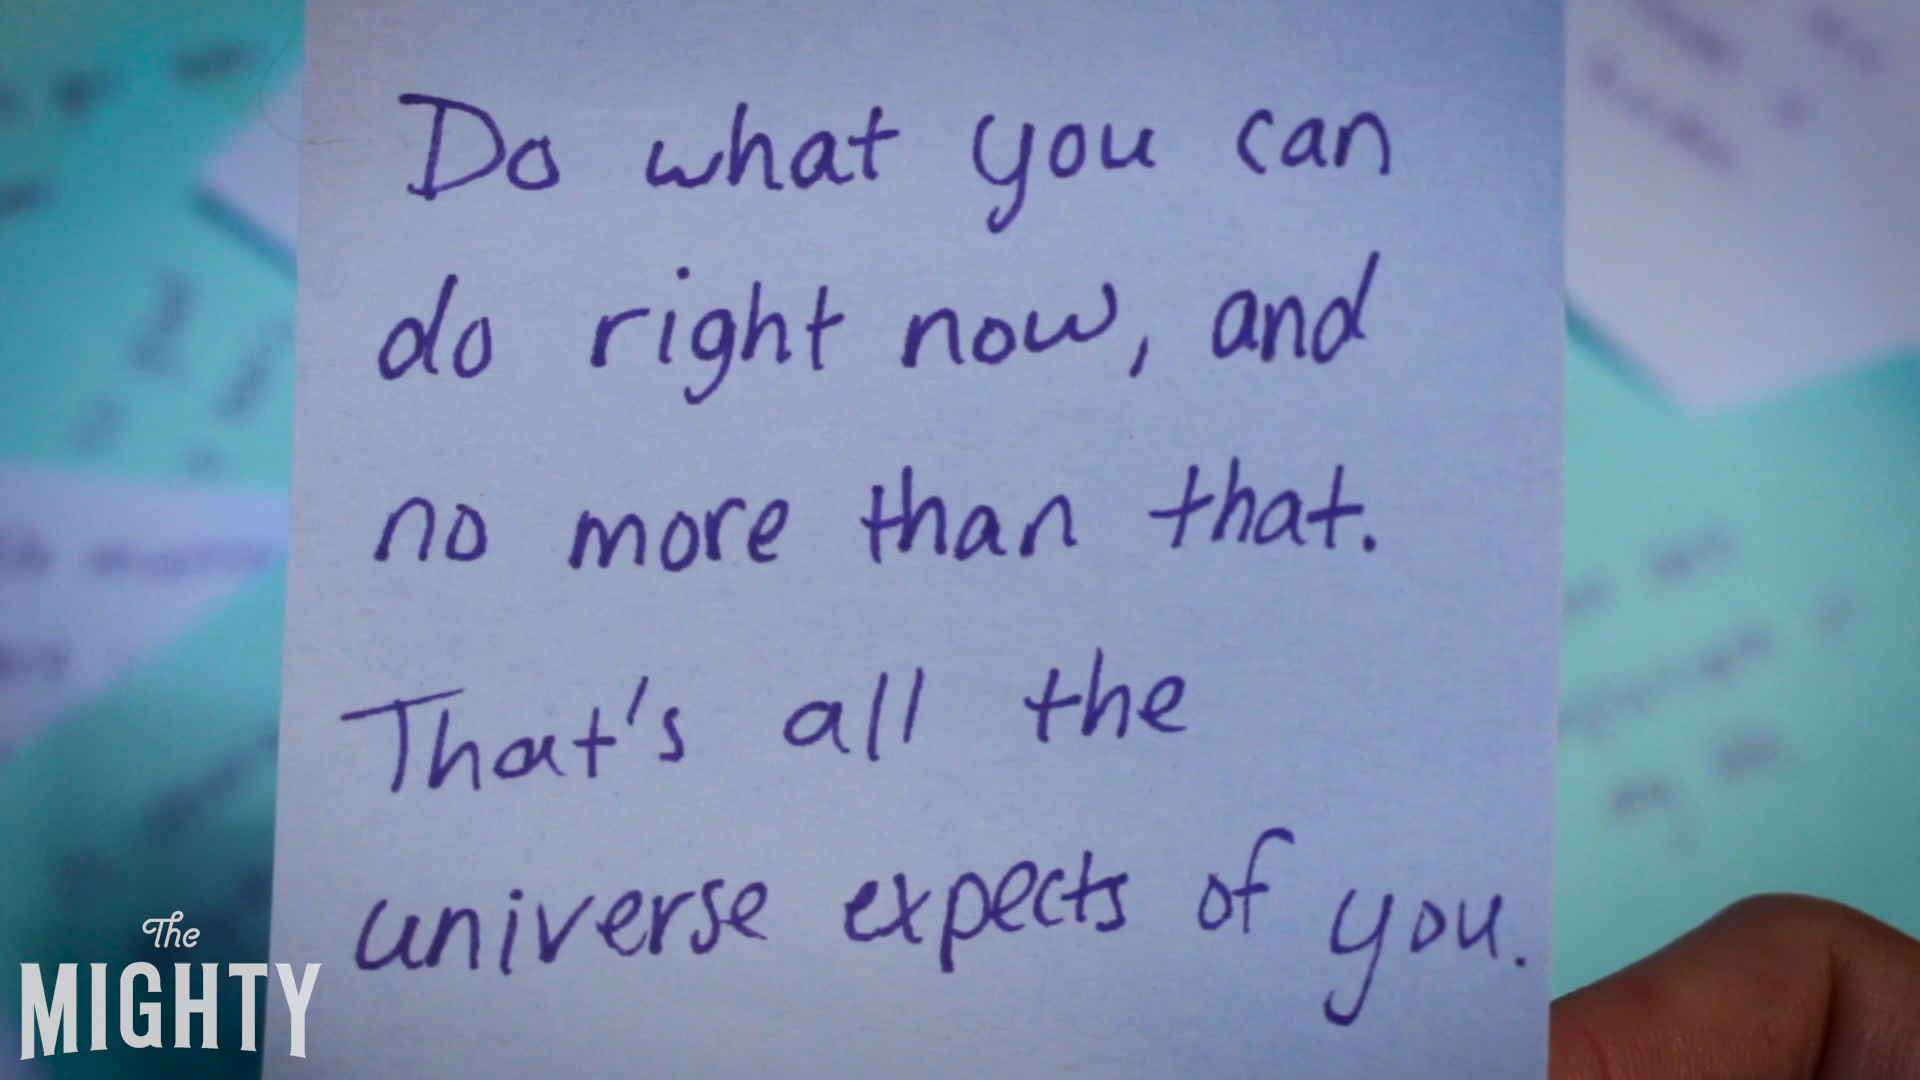 Do what you can
do right now, and
no more than that.
That's all the
universe expects of you.
The
MIGHTY